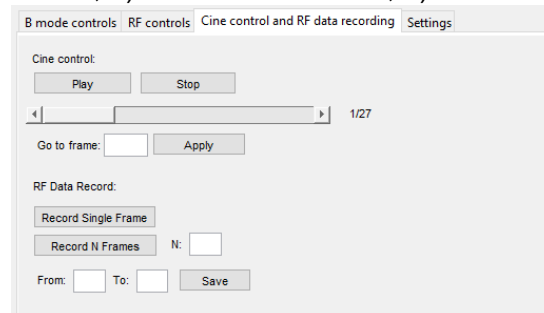 B mode controls RF controls Cine control and RF data recording Settings
Cine control:
Play Stop
1/27
Go to frame: Apply
RF Data Record:
Record Single Frame
Record N Frames N:
From: To: Save